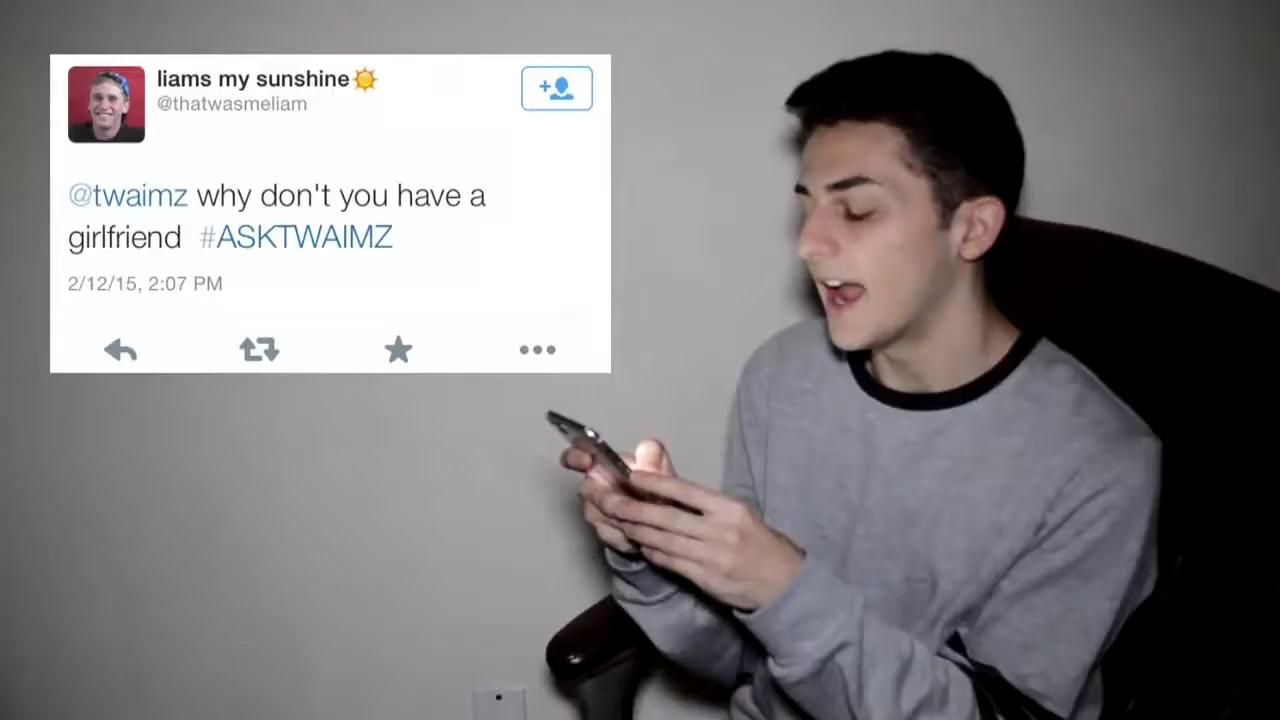 liams my sunshine☀️
@thatwasmeliam
@twaimz why don't you have a
girlfriend #ASKTWAIMZ
2/12/15, 2:07 PM